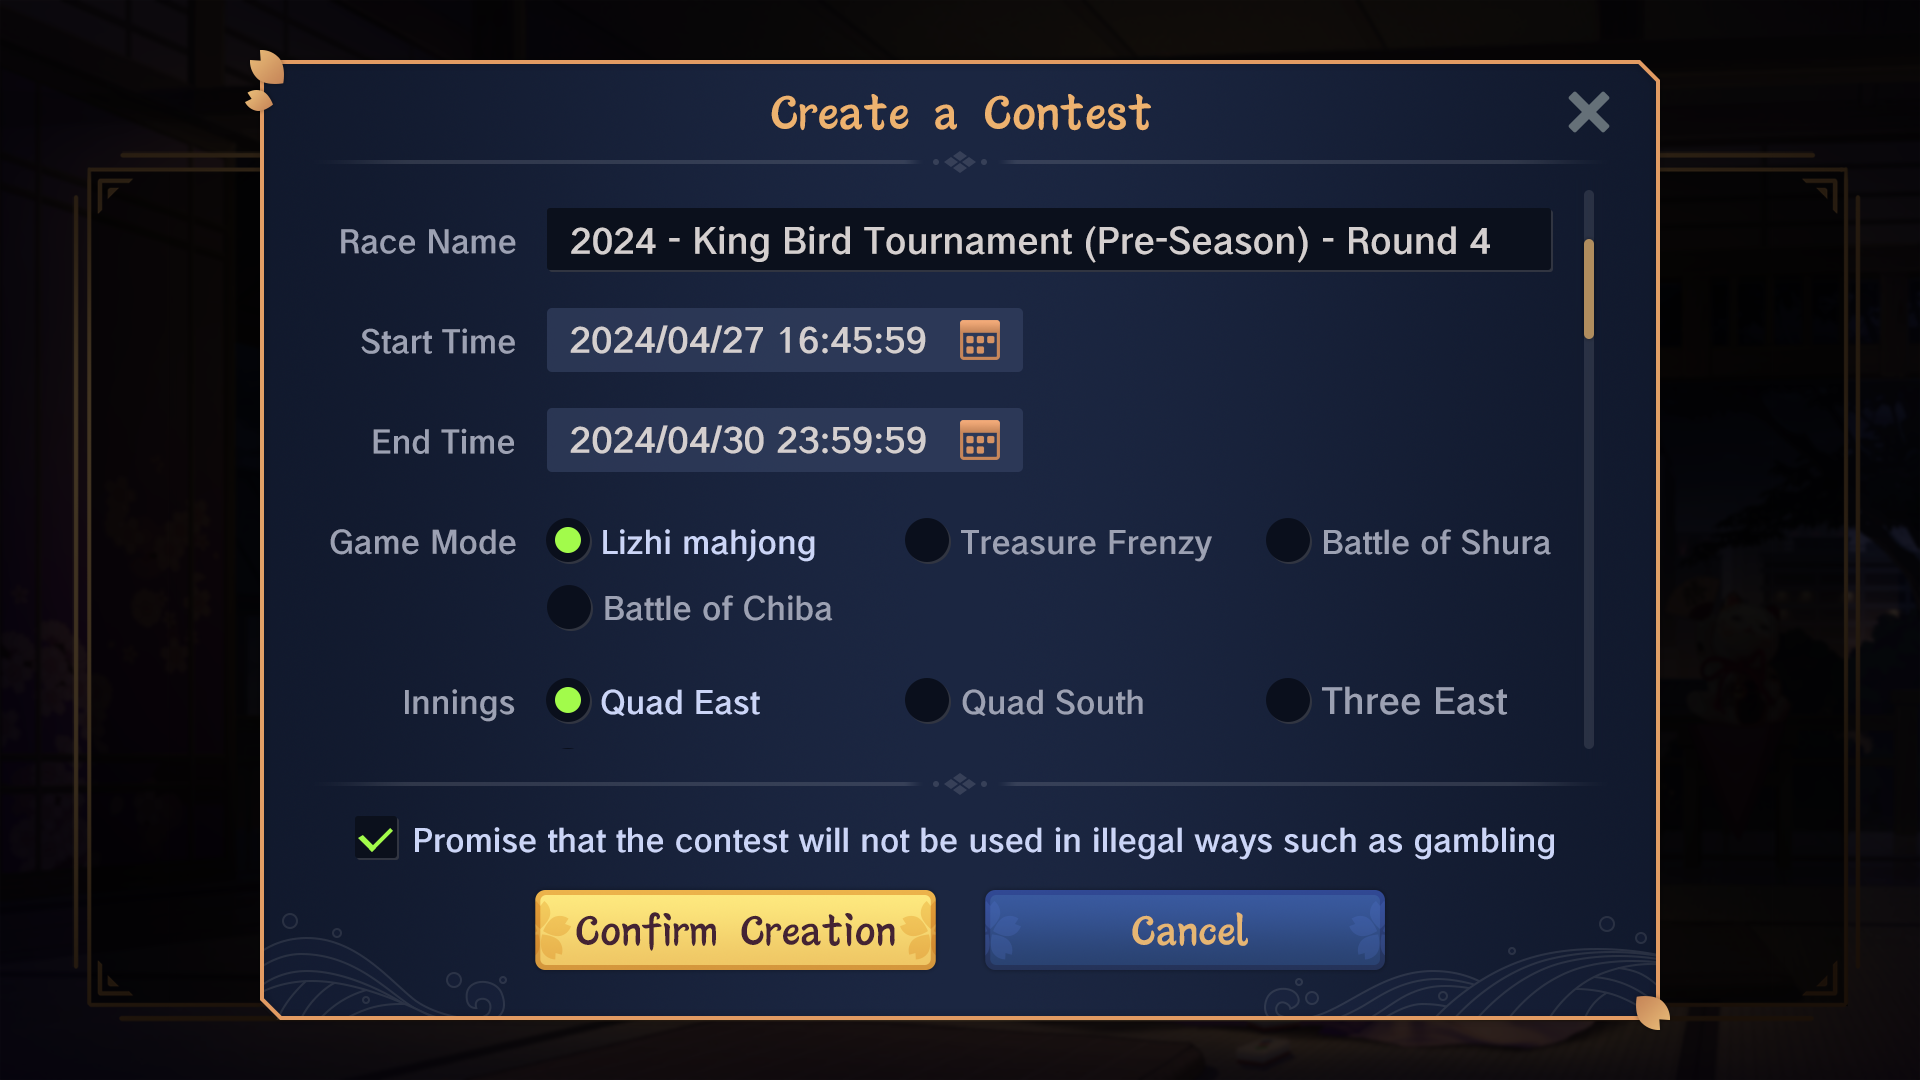 Create a Contest
Race Name 2024 - King Bird Tournament (Pre-Season) - Round 4
Start Time 2024/04/27 16:45:59
End Time 2024/04/30 23:59:59
Game Mode Lizhi mahjong Treasure Frenzy Battle of Shura
Battle of Chiba
Innings Quad East Quad South Three East
Promise that the contest will not be used in illegal ways such as gambling
Confirm Creation Cancel